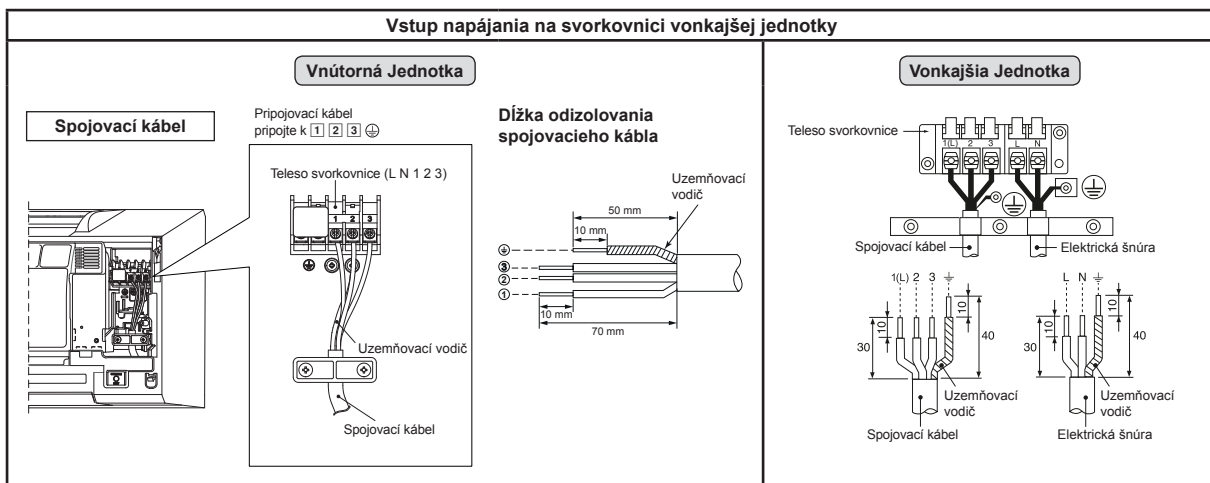 Vstup napájania na svorkovnici vonkajšej jednotky
Vnútorná Jednotka
Spojovací kábel
Pripojovací kábel
pripojte k 1 2 3 ⏚
Teleso svorkovnice (L N 1 2 3)
1 2 3
Uzemňovací vodič
Spojovací kábel
Dĺžka odizolovania
spojovacieho kábla
Uzemňovací
vodič
50 mm
10 mm
⏚
③
②
①
10 mm
70 mm
Vonkajšia Jednotka
Teleso svorkovnice
1(L) 2 3 L N
Spojovací kábel
Elektrická šnúra
1(L) 2 3 ⏚
10
30
10
40
Uzemňovací
vodič
Spojovací kábel
L N ⏚
10
30
10
40
Uzemňovací
vodič
Elektrická šnúra